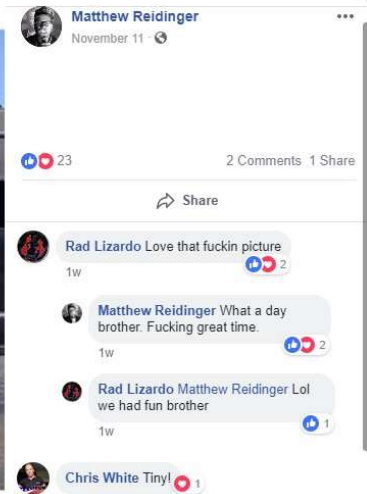 Matthew Reidinger
November 11
23
2 Comments 1 Share
Share
Rad Lizardo Love that fuckin picture
2
1w
Matthew Reidinger What a day
brother. Fucking great time.
2
1w
Rad Lizardo Matthew Reidinger Lol
we had fun brother
1
1w
Chris White Tiny!
1